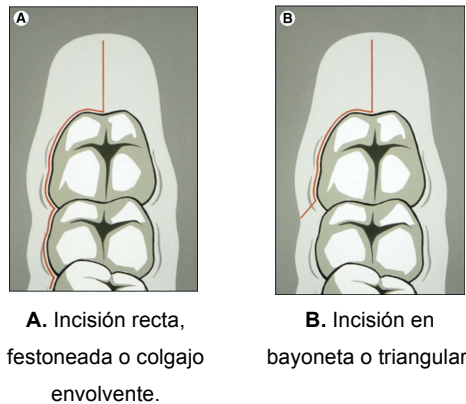 A
B
A. Incisión recta,
festoneada o colgajo
envolvente.
B. Incisión en
bayoneta o triangular